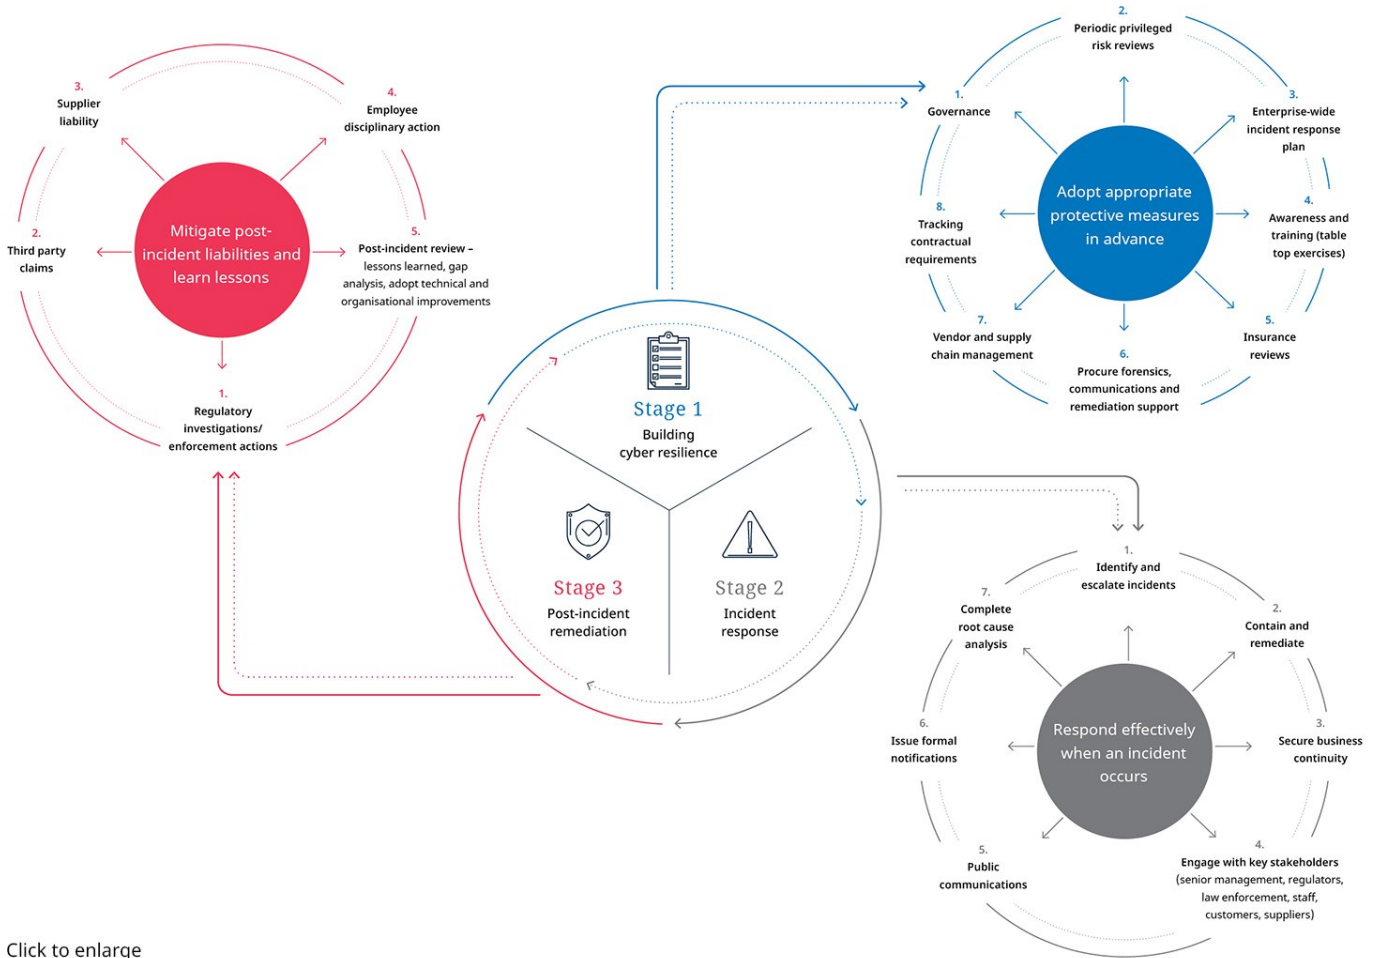 3.
Supplier
liability
4.
Employee
disciplinary action
2.
Third party
claims
Mitigate post-
incident liabilities and
learn lessons
5.
Post-incident review –
lessons learned, gap
analysis, adopt technical and
organisational improvements
1.
Regulatory
investigations/
enforcement actions
Stage 1
Building
cyber resilience
Stage 3
Post-incident
remediation
Stage 2
Incident
response
2.
Periodic privileged
risk reviews
1.
Governance
3.
Enterprise-wide
incident response
plan
Adopt appropriate
protective measures
in advance
8.
Tracking
contractual
requirements
4.
Awareness and
training (table
top exercises)
7.
Vendor and supply
chain management
5.
Insurance
reviews
6.
Procure forensics,
communications and
remediation support
1.
Identify and
escalate incidents
7.
Complete
root cause
analysis
2.
Contain and
remediate
Respond effectively
when an incident
occurs
6.
Issue formal
notifications
3.
Secure business
continuity
5.
Public
communications
4.
Engage with key stakeholders
(senior management, regulators,
law enforcement, staff,
customers, suppliers)
Click to enlarge